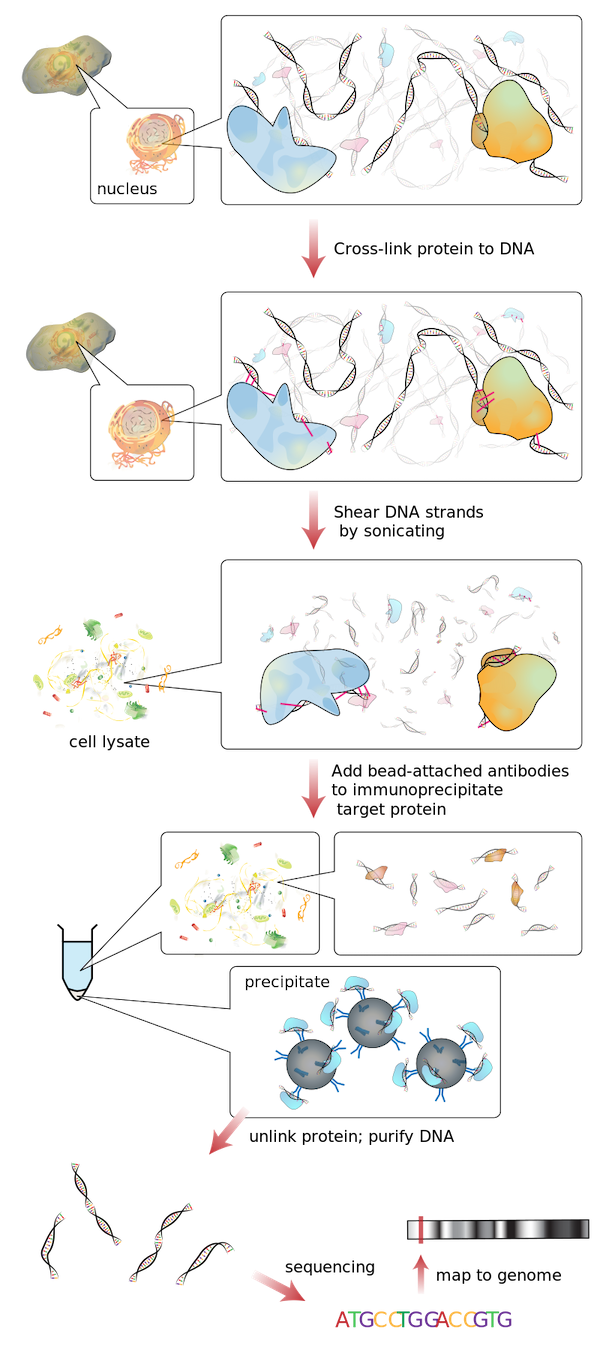 nucleus
Cross-link protein to DNA
Shear DNA strands
by sonicating
cell lysate
Add bead-attached antibodies
to immunoprecipitate
target protein
precipitate
unlink protein; purify DNA
sequencing
map to genome
ATGCCTGGACCGTG